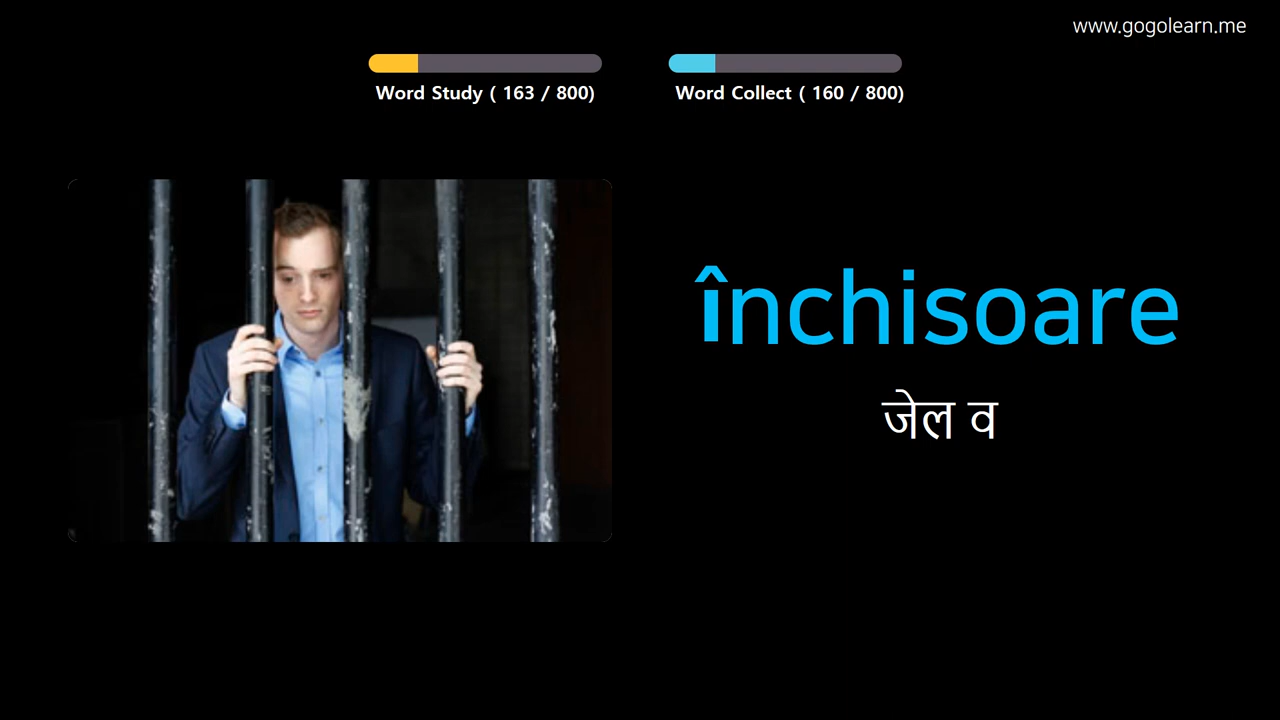 www.gogolearn.me
Word Study ( 163 / 800)
Word Collect ( 160 / 800)
închisoare
जेल व